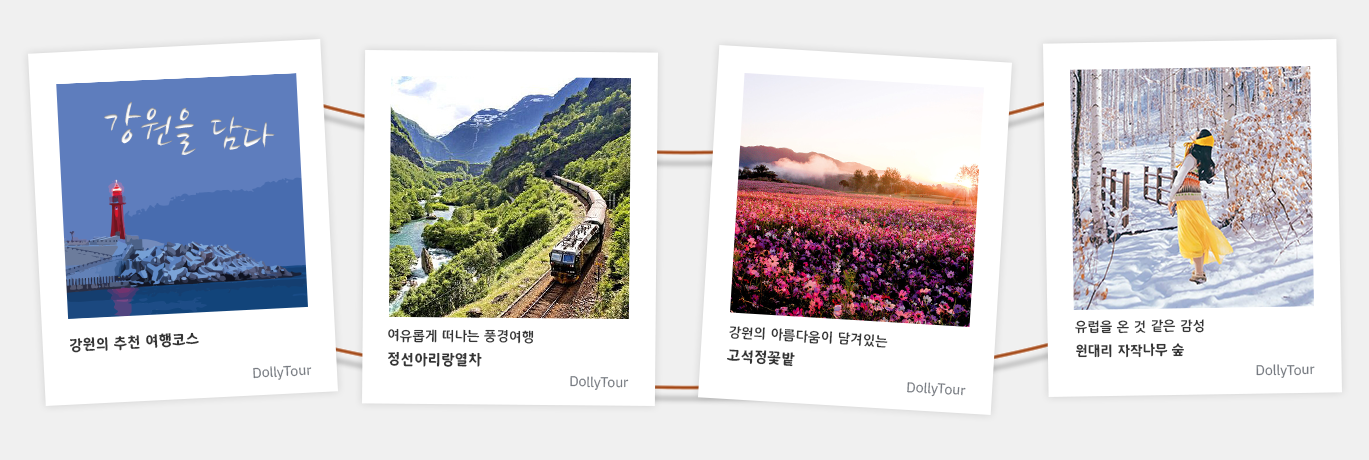 강원을 담다
강원의 추천 여행코스
DollyTour
여유롭게 떠나는 풍경여행
정선아리랑열차
DollyTour
강원의 아름다움이 담겨있는
고석정꽃밭
DollyTour
유럽을 온 것 같은 감성
원대리 자작나무 숲
DollyTour